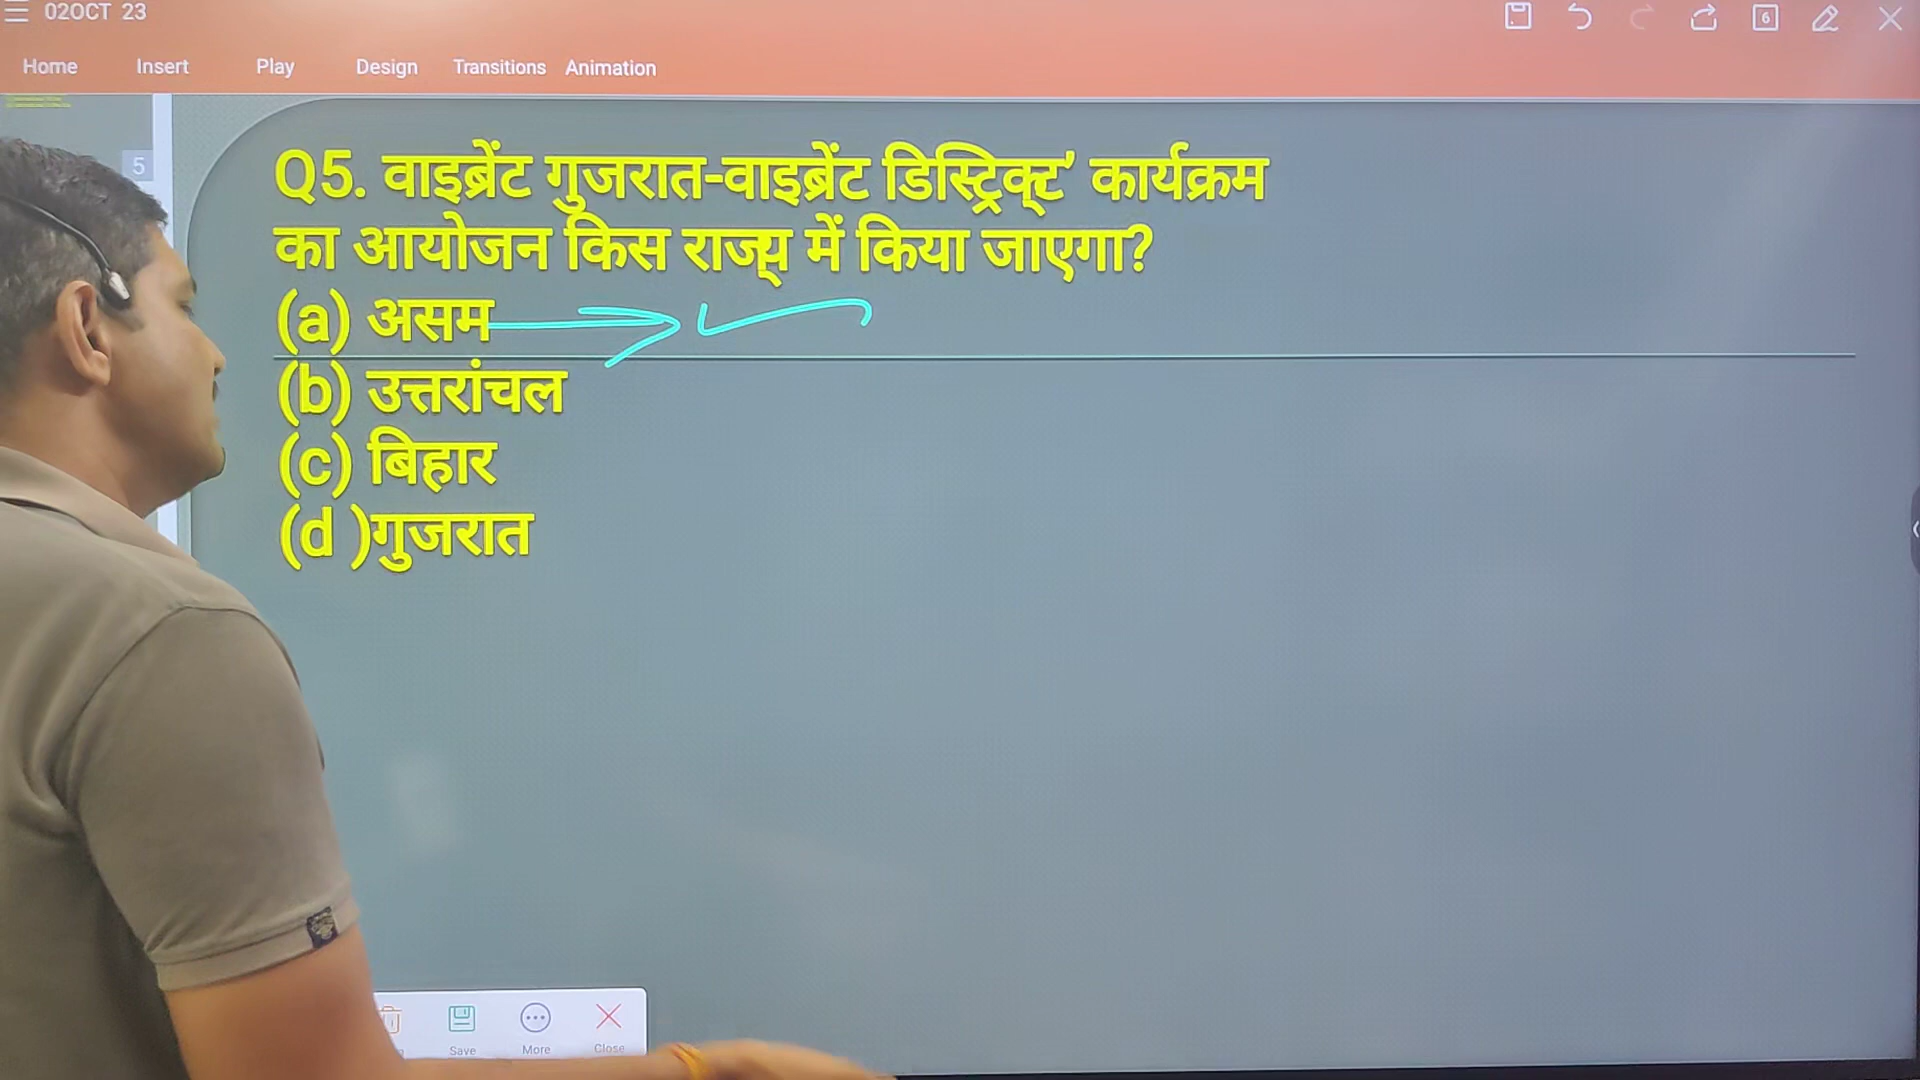 02OCT 23
6
Home Insert Play Design Transitions Animation
5
Q5. वाइब्रेंट गुजरात-वाइब्रेंट डिस्ट्रिक्ट' कार्यक्रम
का आयोजन किस राज्य में किया जाएगा?
(a) असम
(b) उत्तरांचल
(c) बिहार
(d )गुजरात
Save More Close